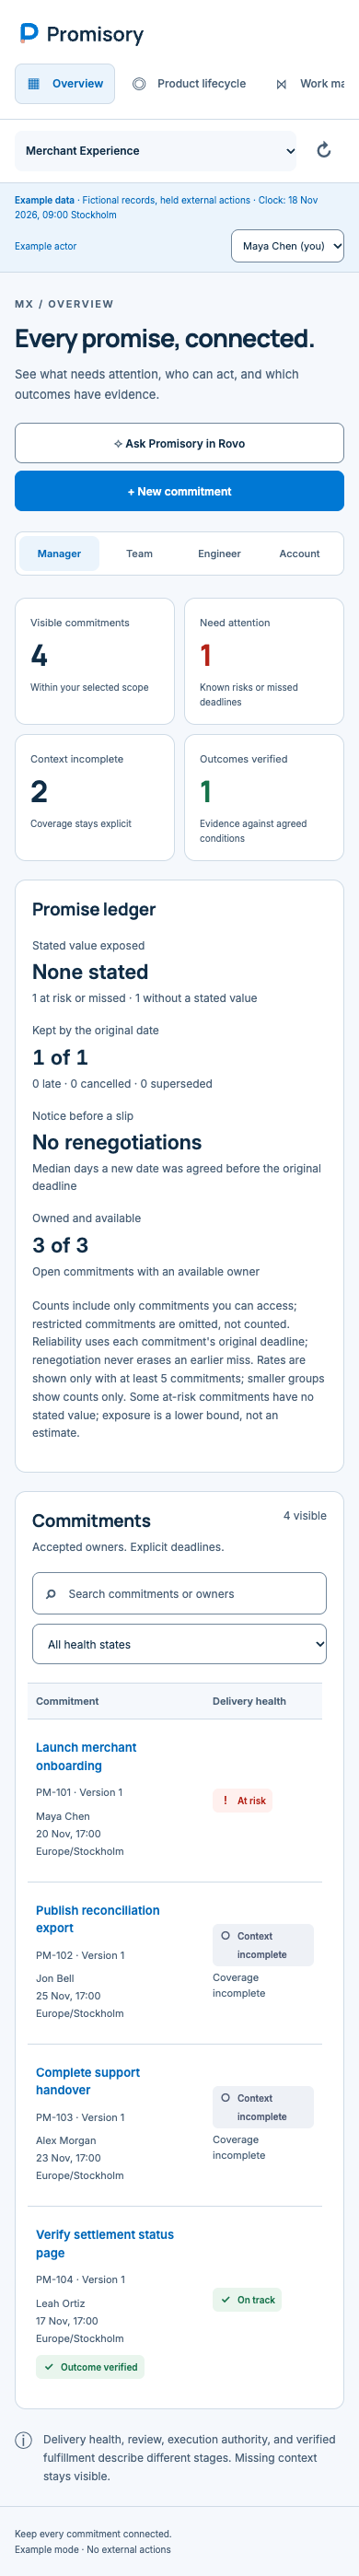 Promisory
Overview
Product lifecycle
Work ma
Merchant Experience
Example data · Fictional records, held external actions · Clock: 18 Nov
2026, 09:00 Stockholm
Example actor
Maya Chen (you)
MX / OVERVIEW
Every promise, connected.
See what needs attention, who can act, and which
outcomes have evidence.
Ask Promisory in Rovo
+ New commitment
Manager
Team
Engineer
Account
Visible commitments
4
Within your selected scope
Need attention
1
Known risks or missed
deadlines
Context incomplete
2
Coverage stays explicit
Outcomes verified
1
Evidence against agreed
conditions
Promise ledger
Stated value exposed
None stated
1 at risk or missed · 1 without a stated value
Kept by the original date
1 of 1
0 late · 0 cancelled · 0 superseded
Notice before a slip
No renegotiations
Median days a new date was agreed before the original
deadline
Owned and available
3 of 3
Open commitments with an available owner
Counts include only commitments you can access;
restricted commitments are omitted, not counted.
Reliability uses each commitment's original deadline;
renegotiation never erases an earlier miss. Rates are
shown only with at least 5 commitments; smaller groups
show counts only. Some at-risk commitments have no
stated value; exposure is a lower bound, not an
estimate.
Commitments
4 visible
Accepted owners. Explicit deadlines.
Search commitments or owners
All health states
Commitment
Delivery health
Launch merchant
onboarding
PM-101 · Version 1
Maya Chen
20 Nov, 17:00
Europe/Stockholm
! At risk
Publish reconciliation
export
PM-102 · Version 1
Jon Bell
25 Nov, 17:00
Europe/Stockholm
Context
incomplete
Coverage
incomplete
Complete support
handover
PM-103 · Version 1
Alex Morgan
23 Nov, 17:00
Europe/Stockholm
Context
incomplete
Coverage
incomplete
Verify settlement status
page
PM-104 · Version 1
Leah Ortiz
17 Nov, 17:00
Europe/Stockholm
✓ Outcome verified
✓ On track
Delivery health, review, execution authority, and verified
fulfillment describe different stages. Missing context
stays visible.
Keep every commitment connected.
Example mode · No external actions